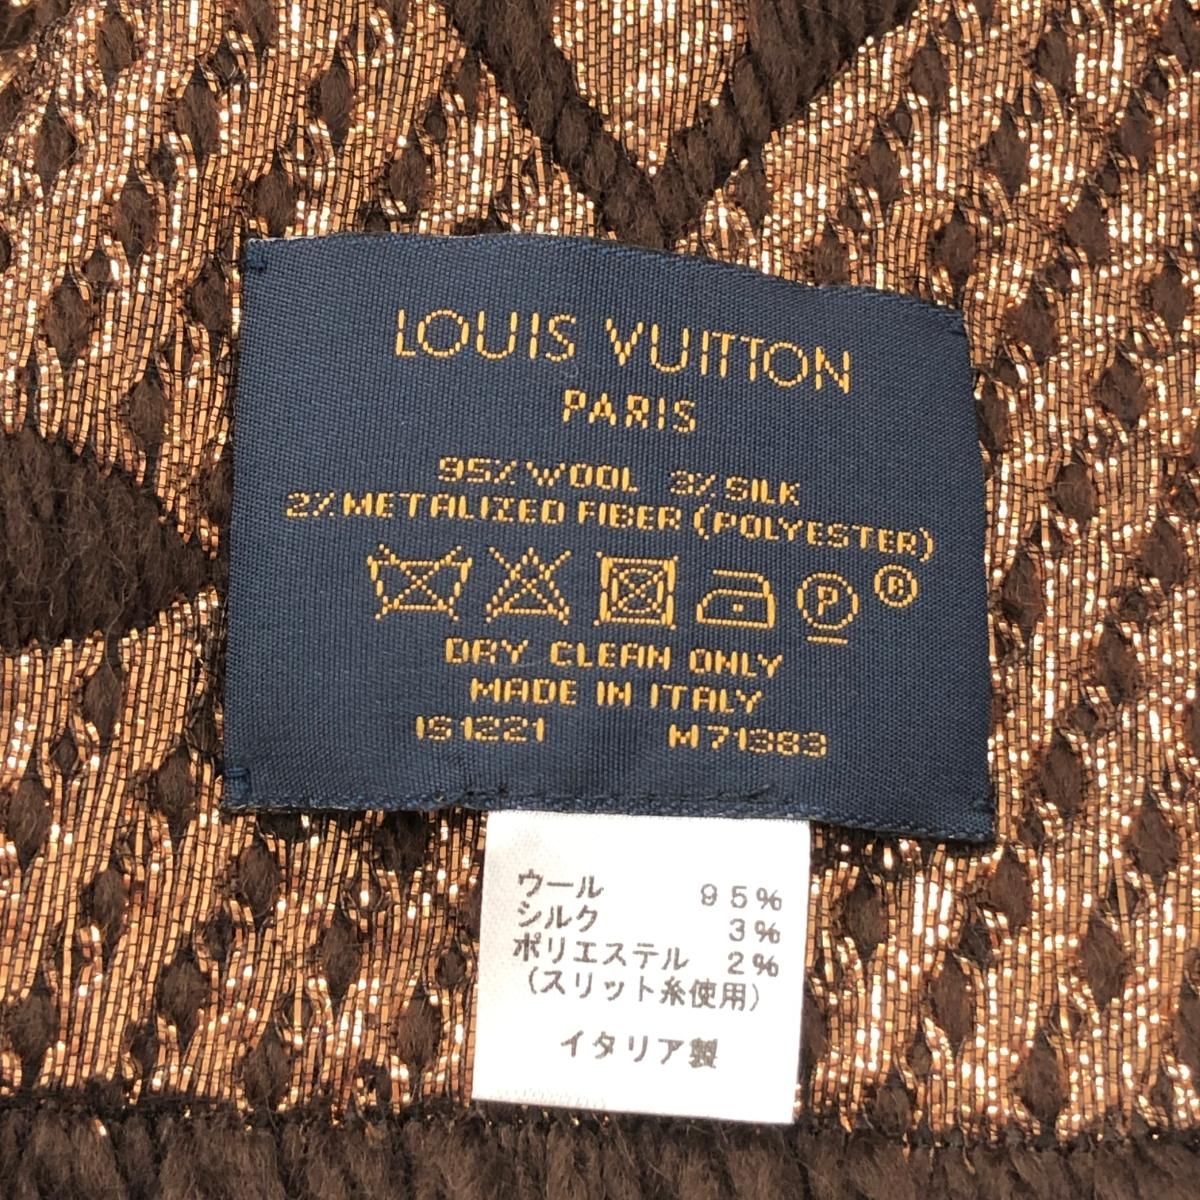 LOUIS VUITTON
PARIS
95% WOOL 3% SILK
2% METALIZED FIBER (POLYESTER)
P ®
DRY CLEAN ONLY
MADE IN ITALY
IS1221 M71383
ウール 95%
シルク 3%
ポリエステル 2%
(スリット糸使用)
イタリア製